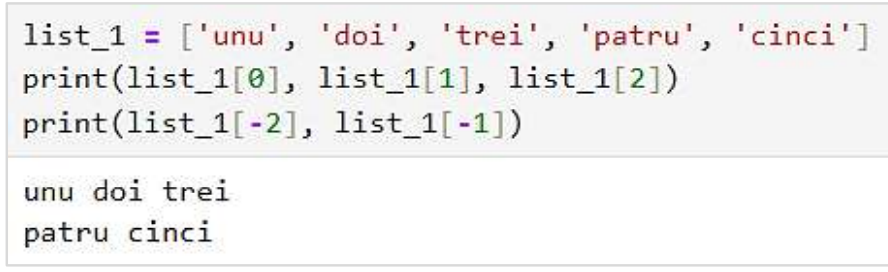 list_1 = ['unu', 'doi', 'trei', 'patru', 'cinci']
print(list_1[0], list_1[1], list_1[2])
print(list_1[-2], list_1[-1])
unu doi trei
patru cinci